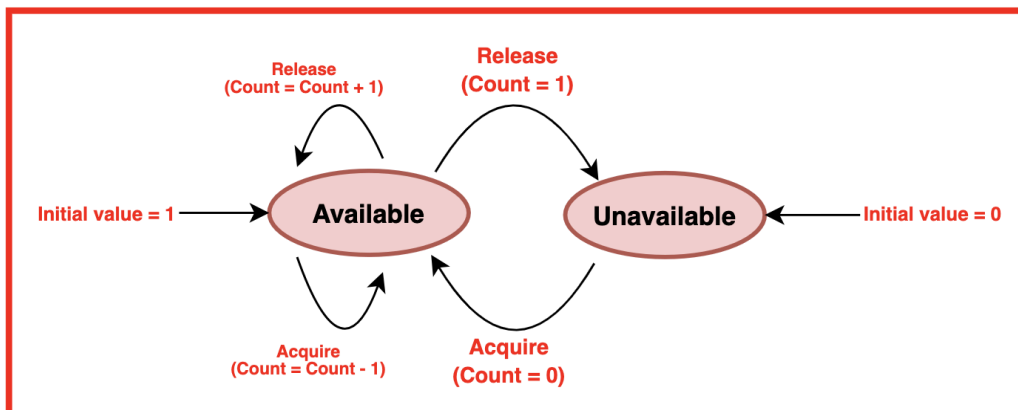 Release
(Count = Count + 1)
Release
(Count = 1)
Initial value = 1
Available
Unavailable
Initial value = 0
Acquire
(Count = Count - 1)
Acquire
(Count = 0)